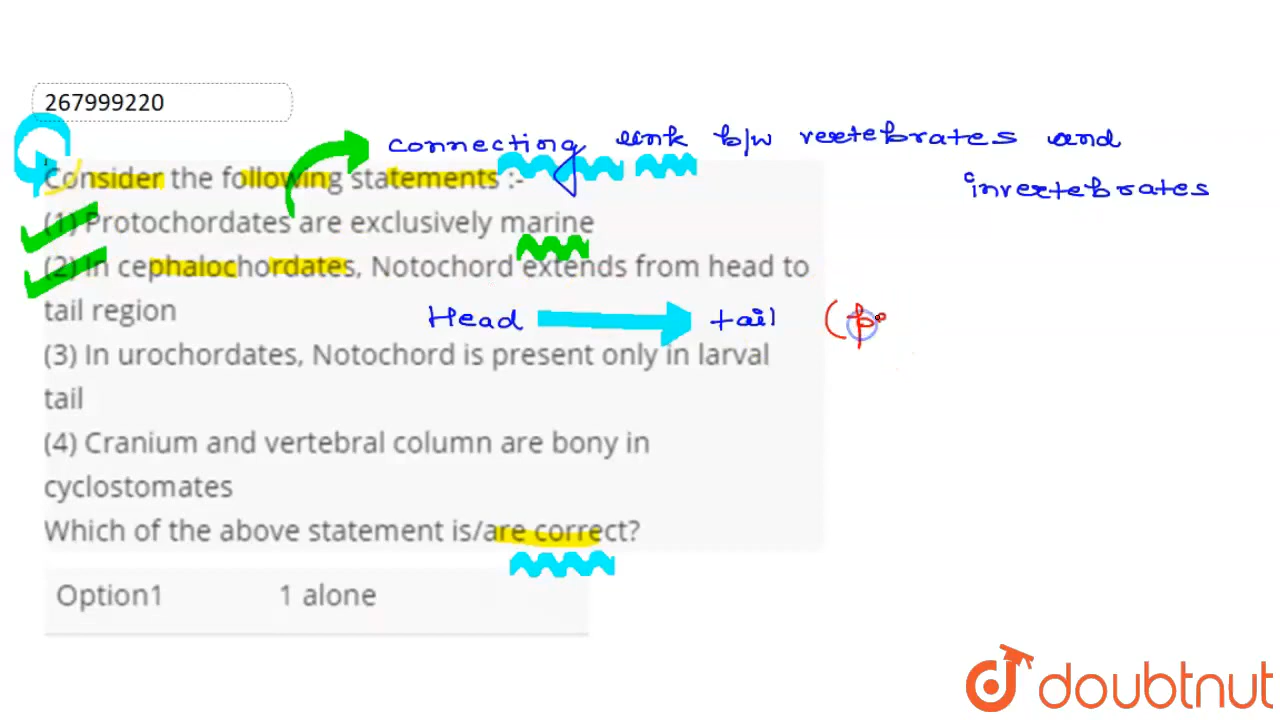 267999220
connecting link b/w vertebrates and
invertebrates
Consider the following statements :-
(1) Protochordates are exclusively marine
(2) In cephalochordates, Notochord extends from head to
tail region
Head tail (p
(3) In urochordates, Notochord is present only in larval
tail
(4) Cranium and vertebral column are bony in
cyclostomates
Which of the above statement is/are correct?
Option1 1 alone
doubtnut